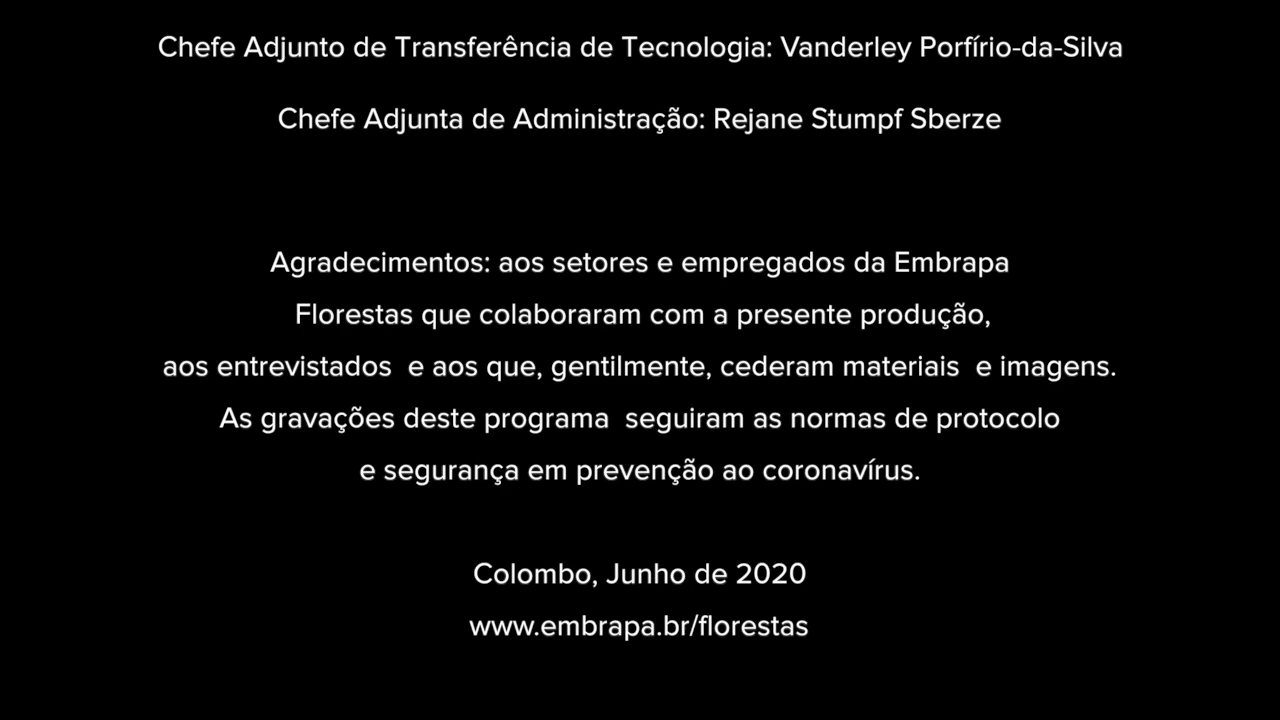 Chefe Adjunto de Transferência de Tecnologia: Vanderley Porfírio-da-Silva
Chefe Adjunta de Administração: Rejane Stumpf Sberze
Agradecimentos: aos setores e empregados da Embrapa
Florestas que colaboraram com a presente produção,
aos entrevistados  e aos que, gentilmente, cederam materiais  e imagens.
As gravações deste programa  seguiram as normas de protocolo
e segurança em prevenção ao coronavírus.
Colombo, Junho de 2020
www.embrapa.br/florestas